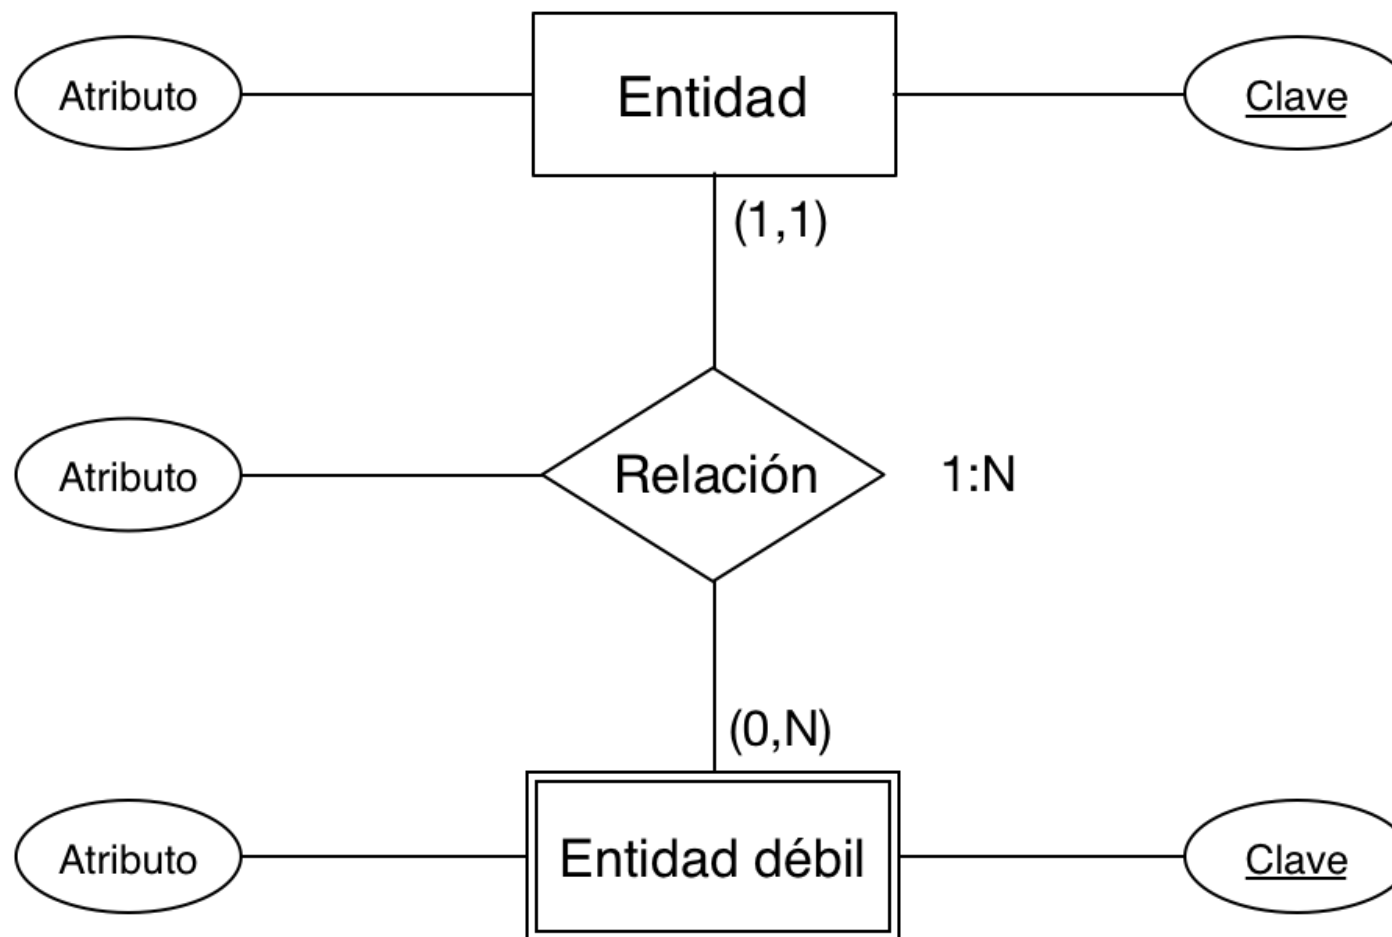 Atributo
Entidad
Clave
(1,1)
Atributo
Relación
1:N
(0,N)
Atributo
Entidad débil
Clave